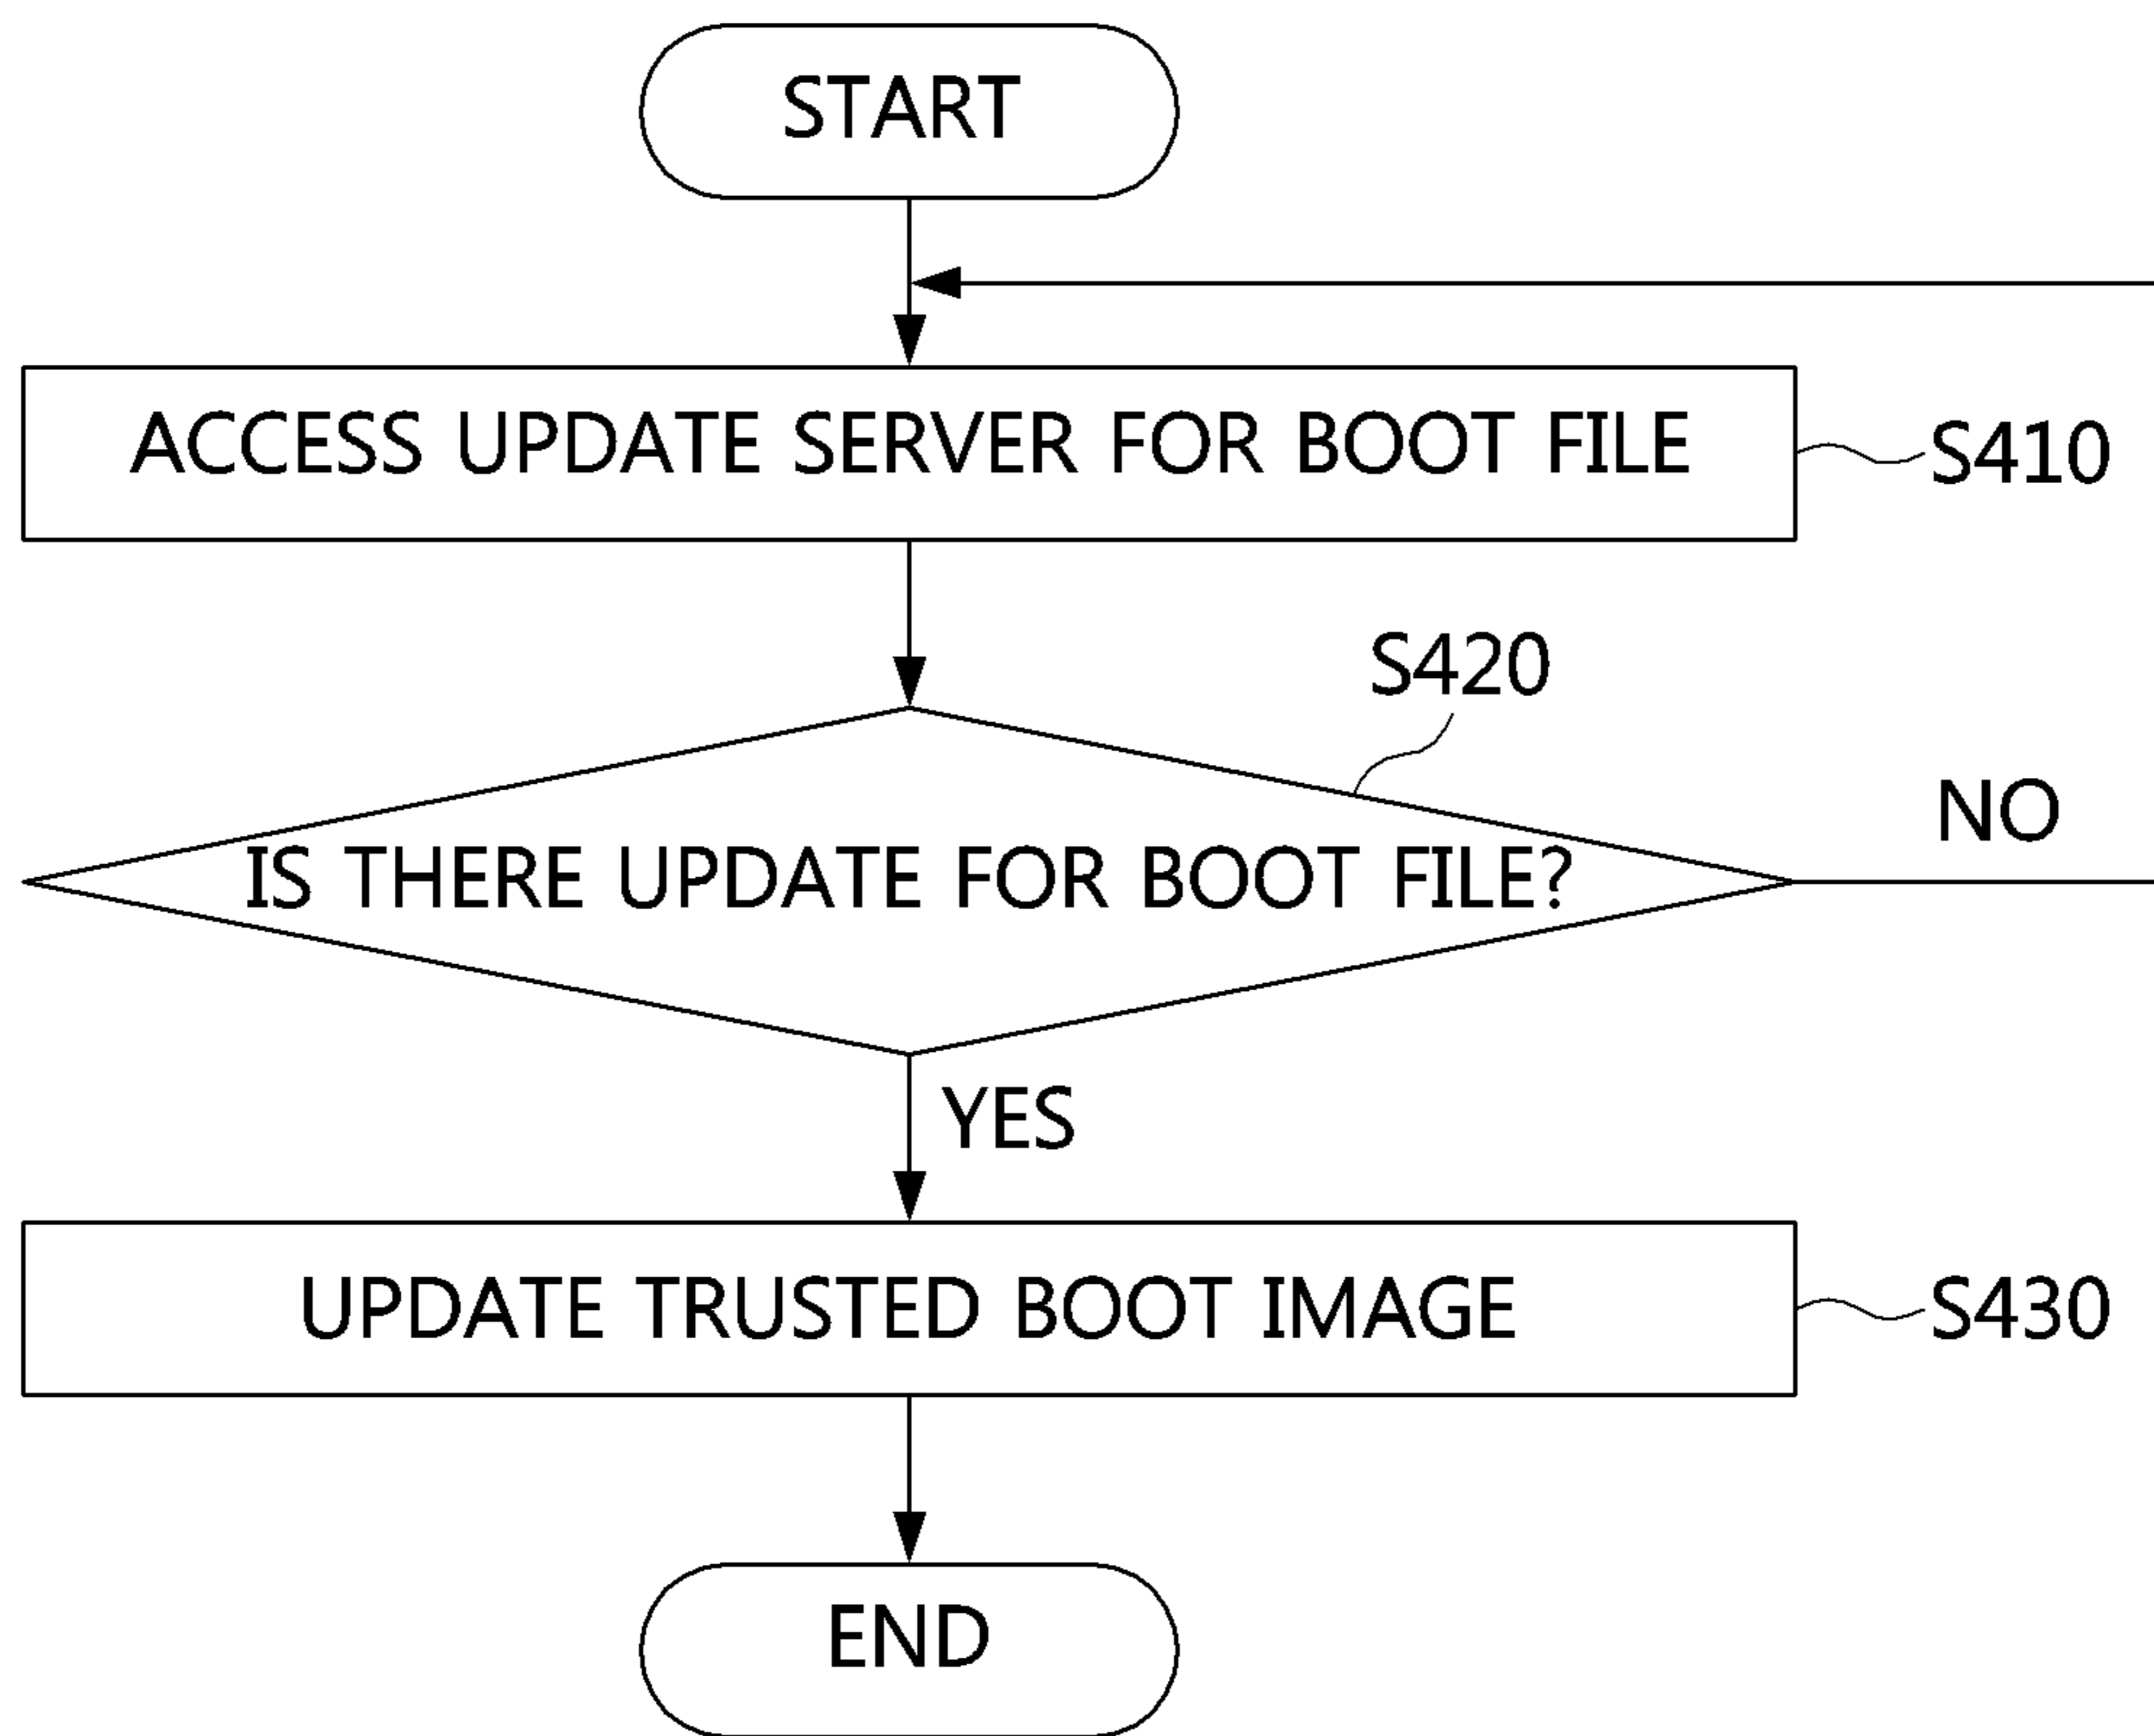 START
ACCESS UPDATE SERVER FOR BOOT FILE
S410
S420
IS THERE UPDATE FOR BOOT FILE?
NO
YES
UPDATE TRUSTED BOOT IMAGE
S430
END